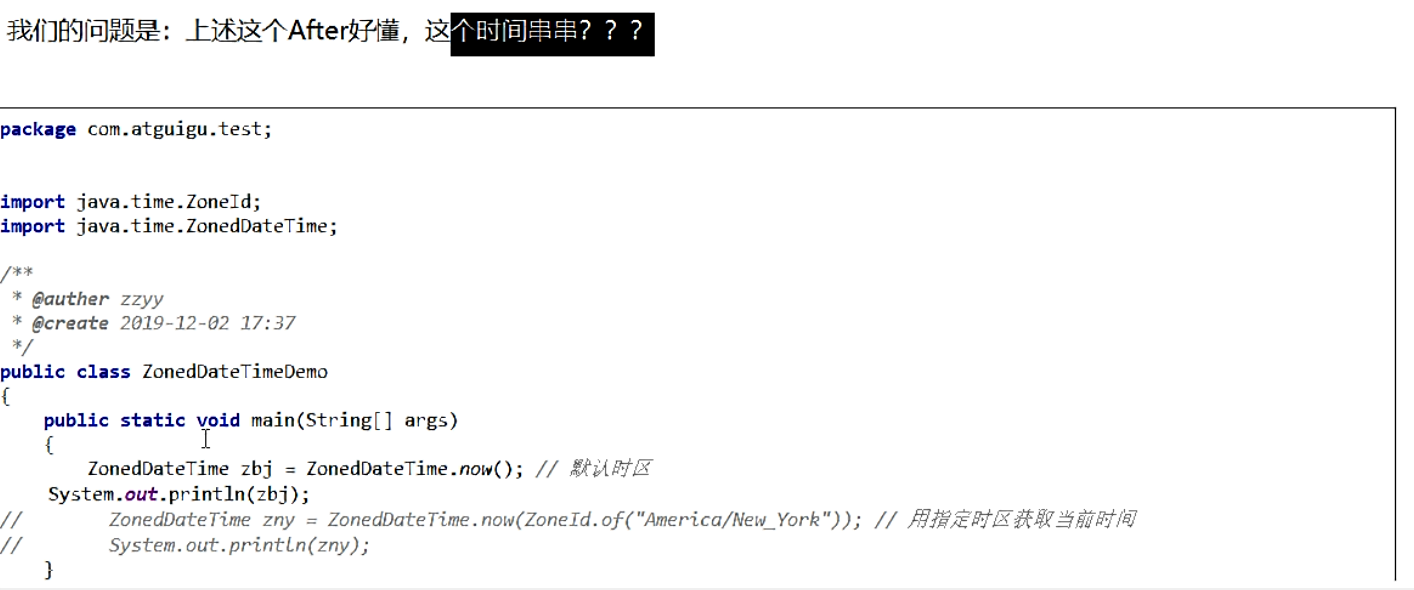 我们的问题是：上述这个After好懂，这个时间串串？？？
package com.atguigu.test;
import java.time.ZoneId;
import java.time.ZonedDateTime;
/**
 * @auther zzyy
 * @create 2019-12-02 17:37
 */
public class ZonedDateTimeDemo
{
    public static void main(String[] args)
    {
        ZonedDateTime zbj = ZonedDateTime.now(); // 默认时区
    System.out.println(zbj);
//        ZonedDateTime zny = ZonedDateTime.now(ZoneId.of("America/New_York")); // 用指定时区获取当前时间
//        System.out.println(zny);
    }